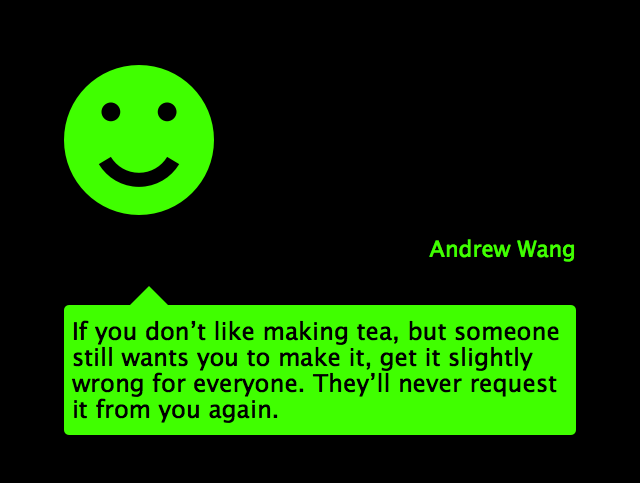 Andrew Wang
If you don’t like making tea, but someone
still wants you to make it, get it slightly
wrong for everyone. They’ll never request
it from you again.